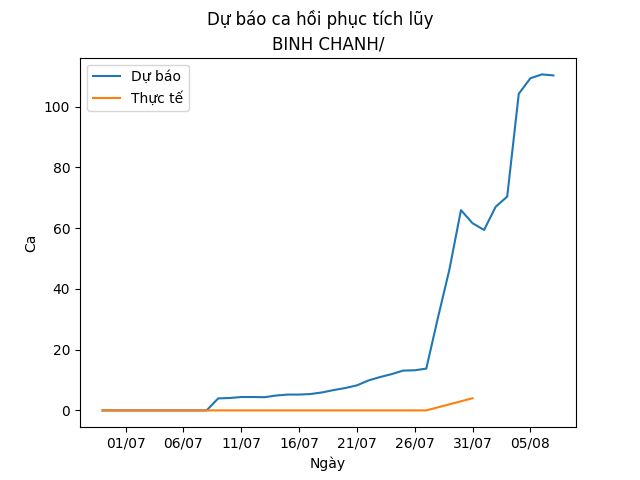 Dự báo ca hồi phục tích lũy
BINH CHANH/
Dự báo
Thực tế
Ca
100
80
60
40
20
0
01/07 06/07 11/07 16/07 21/07 26/07 31/07 05/08
Ngày